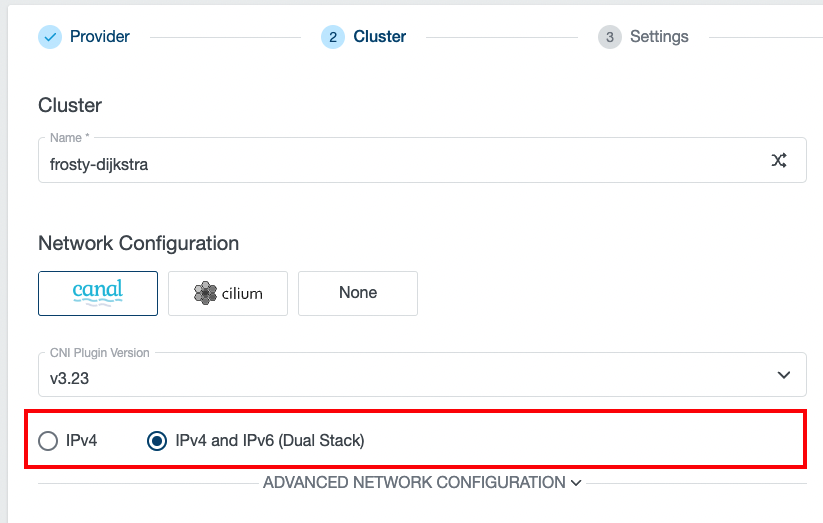 Provider
2 Cluster
3 Settings
Cluster
Name *
frosty-dijkstra
Network Configuration
canal cilium None
CNI Plugin Version
v3.23
IPv4 IPv4 and IPv6 (Dual Stack)
ADVANCED NETWORK CONFIGURATION